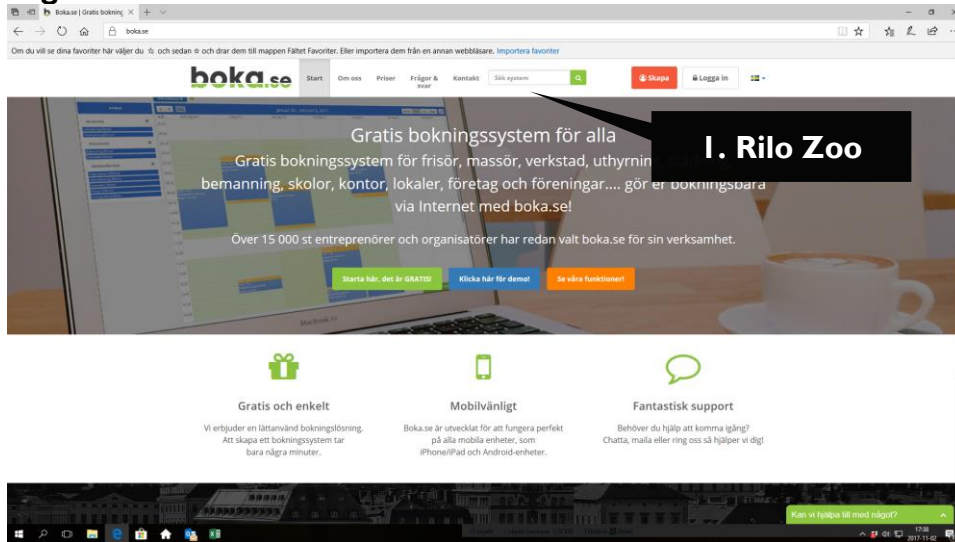 Boka.se | Gratis bokning
boka.se
Om du vill se dina favoriter här väljer du ☆ och sedan ☆ och drar dem till mappen Fältet Favoriter. Eller importera dem från en annan webbläsare. Importera favoriter
boka.se Start Om oss Priser Frågor & svar Kontakt Sök system Skapa Logga in
1. Rilo Zoo
Gratis bokningssystem för alla
Gratis bokningssystem för frisör, massör, verkstad, uthyrning,
bemanning, skolor, kontor, lokaler, företag och föreningar.... gör er bokningsbara
via Internet med boka.se!
Över 15 000 st entreprenörer och organisatörer har redan valt boka.se för sin verksamhet.
Starta här, det är GRATIS! Klicka här för demo! Se våra funktioner!
MacBook Air
Gratis och enkelt
Vi erbjuder en lättanvänd bokningslösning.
Att skapa ett bokningssystem tar
bara några minuter.
Mobilvänligt
Boka.se är utvecklat för att fungera perfekt
på alla mobila enheter, som
iPhone/iPad och Android-enheter.
Fantastisk support
Behöver du hjälp att komma igång?
Chatta, maila eller ring oss så hjälper vi dig!
Kan vi hjälpa till med något?
17:38
2017-11-02